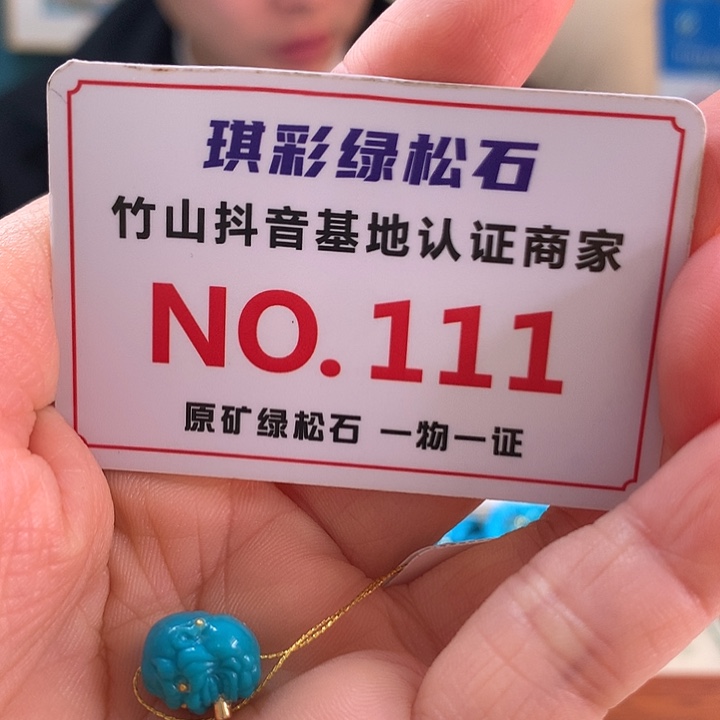 琪彩绿松石
竹山抖音基地认证商家
NO.111
原矿绿松石 一物一证